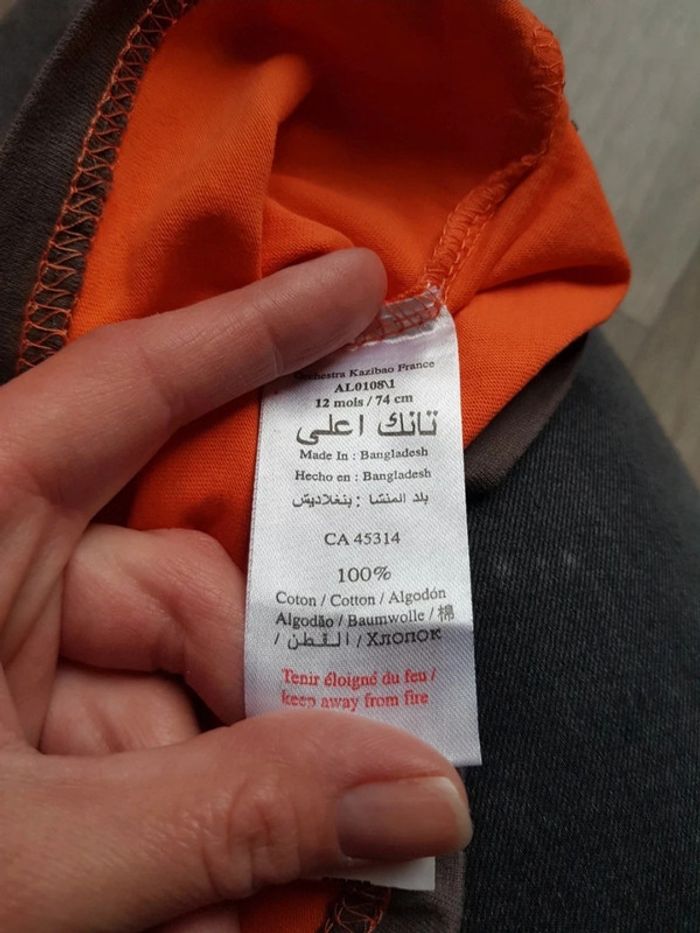 Orchestra Kazibao France
AL0108\1
12 mois / 74 cm
تانك اعلى
Made In : Bangladesh
Hecho en : Bangladesh
بلد المنشا : بنغلاديش
CA 45314
100%
Coton / Cotton / Algodón
Algodão / Baumwolle / 棉
/ القطن / Хлопок
Tenir éloigné du feu /
keep away from fire